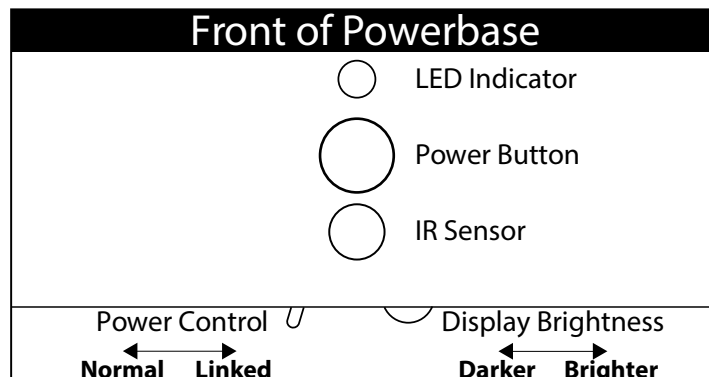 Front of Powerbase
LED Indicator
Power Button
IR Sensor
Power Control Display Brightness
Normal Linked Darker Brighter